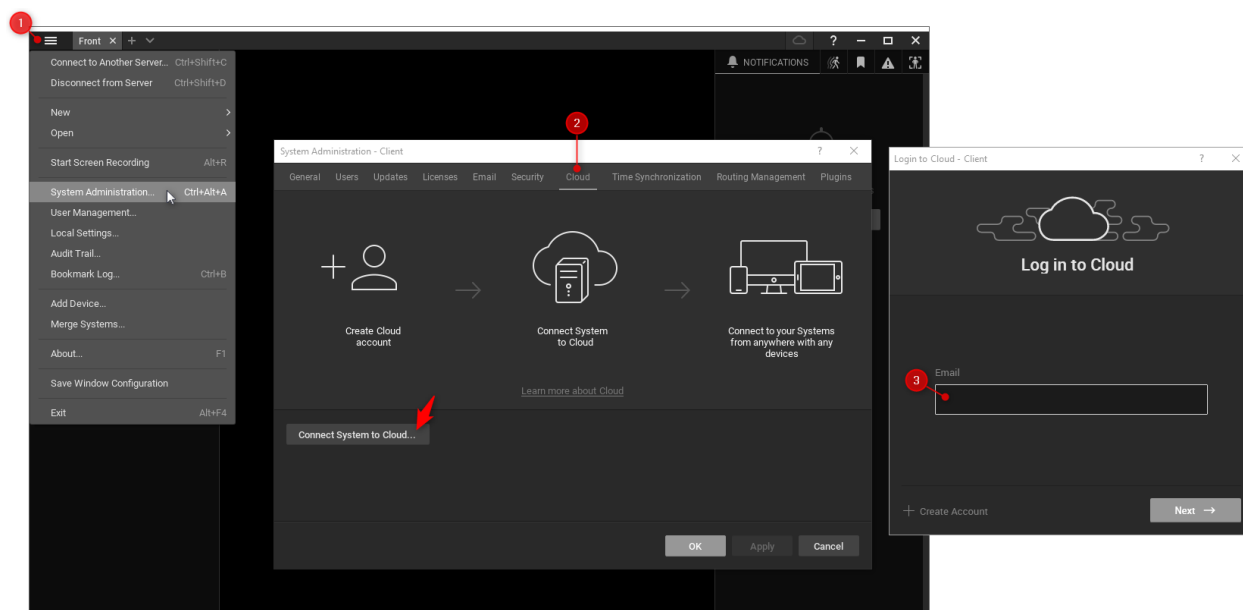 1
Front
?
Connect to Another Server... Ctrl+Shift+C
Disconnect from Server Ctrl+Shift+D
New
Open
Start Screen Recording Alt+R
System Administration... Ctrl+Alt+A
User Management...
Local Settings...
Audit Trail...
Bookmark Log... Ctrl+B
Add Device...
Merge Systems...
About... F1
Save Window Configuration
Exit Alt+F4
NOTIFICATIONS
2
System Administration - Client ?
General Users Updates Licenses Email Security Cloud Time Synchronization Routing Management Plugins
Create Cloud
account
Connect System
to Cloud
Connect to your Systems
from anywhere with any
devices
Learn more about Cloud
Connect System to Cloud...
OK Apply Cancel
Login to Cloud - Client ?
Log in to Cloud
Email
3
Create Account
Next